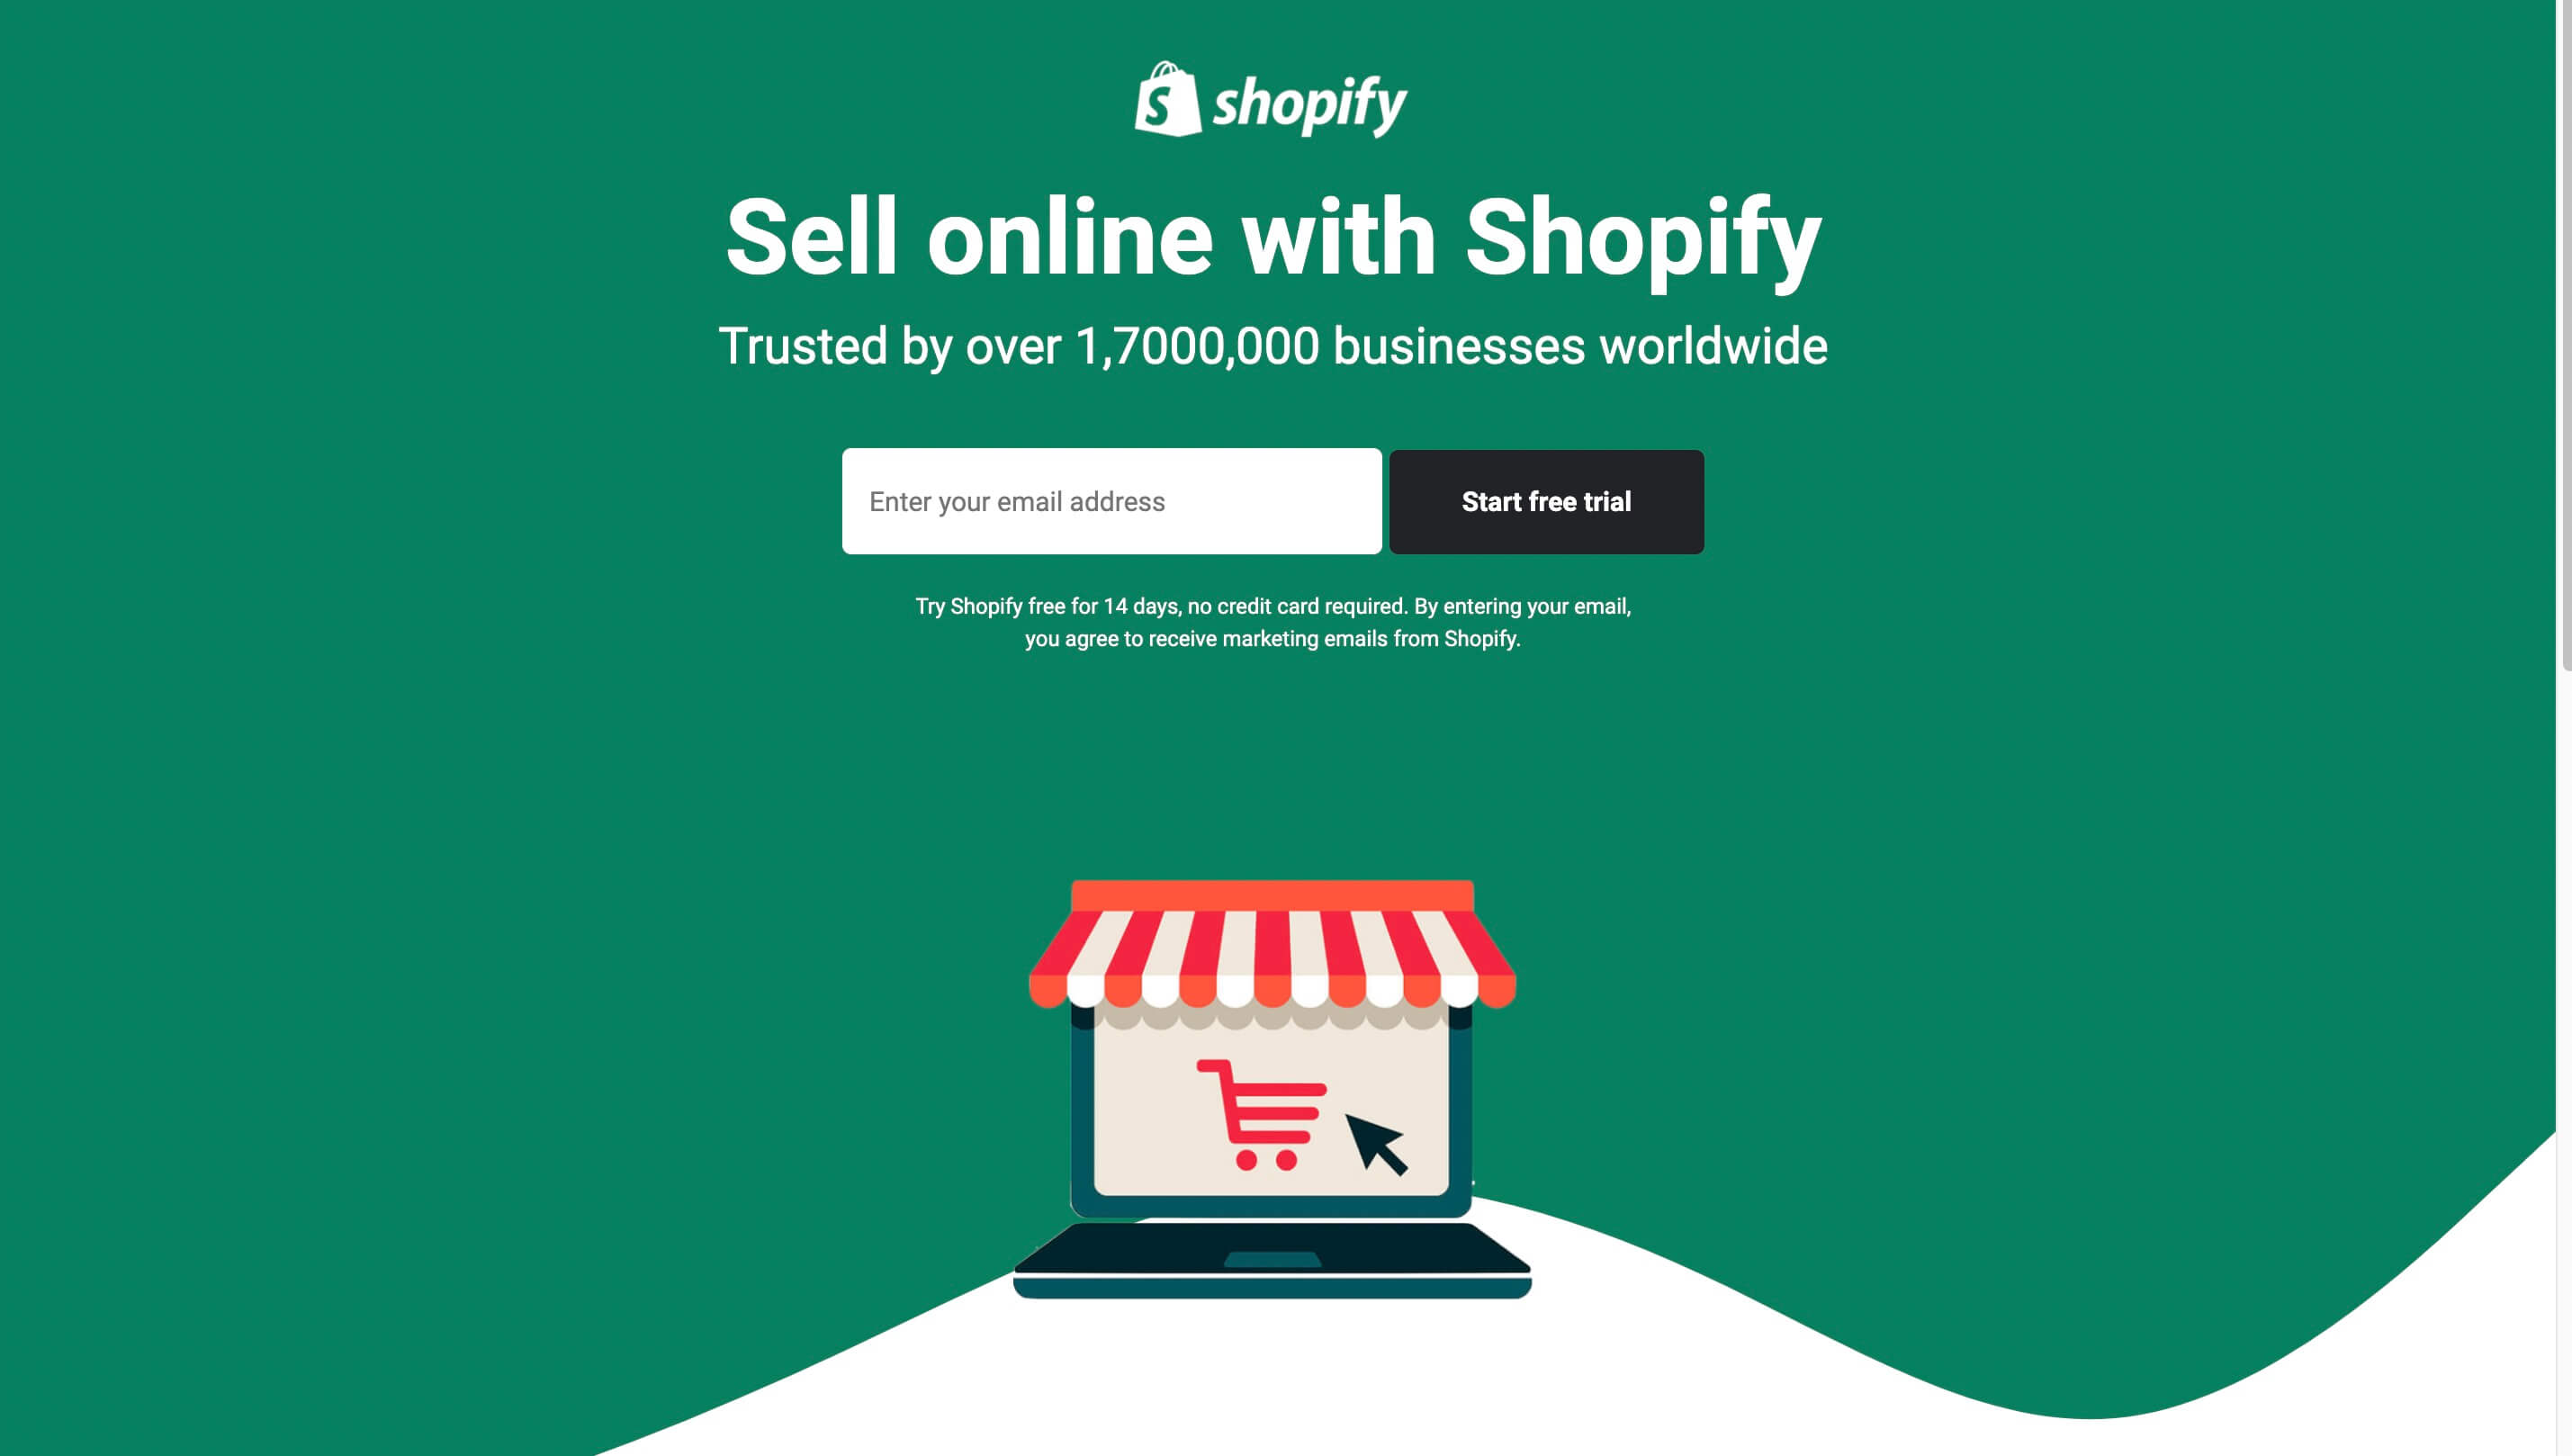 shopify
Sell online with Shopify
Trusted by over 1,7000,000 businesses worldwide
Enter your email address
Start free trial
Try Shopify free for 14 days, no credit card required. By entering your email,
you agree to receive marketing emails from Shopify.